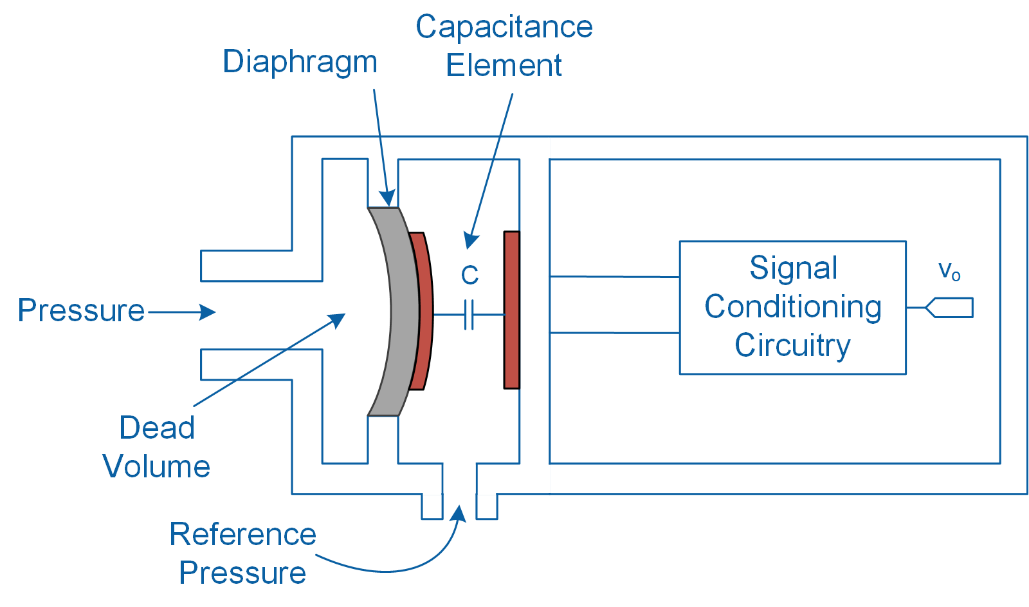 Capacitance
Element
Diaphragm
C
Signal
Conditioning
Circuitry
vₒ
Pressure
Dead
Volume
Reference
Pressure